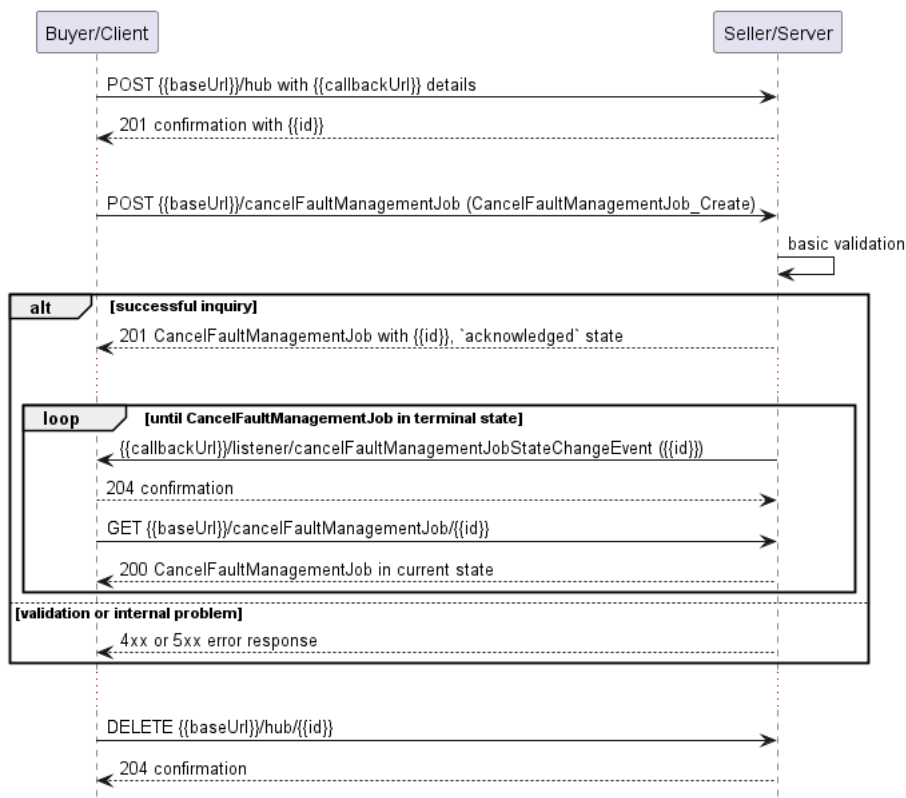 Buyer/Client
Seller/Server
POST {{baseUrl}}/hub with {{callbackUrl}} details
201 confirmation with {{id}}
POST {{baseUrl}}/cancelFaultManagementJob (CancelFaultManagementJob_Create)
basic validation
alt [successful inquiry]
201 CancelFaultManagementJob with {{id}}, `acknowledged` state
loop [until CancelFaultManagementJob in terminal state]
{{callbackUrl}}/listener/cancelFaultManagementJobStateChangeEvent ({{id}})
204 confirmation
GET {{baseUrl}}/cancelFaultManagementJob/{{id}}
200 CancelFaultManagementJob in current state
[validation or internal problem]
4xx or 5xx error response
DELETE {{baseUrl}}/hub/{{id}}
204 confirmation